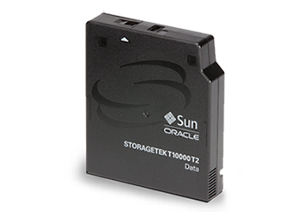 Sun
ORACLE
STORAGETEK T10000 T2
Data